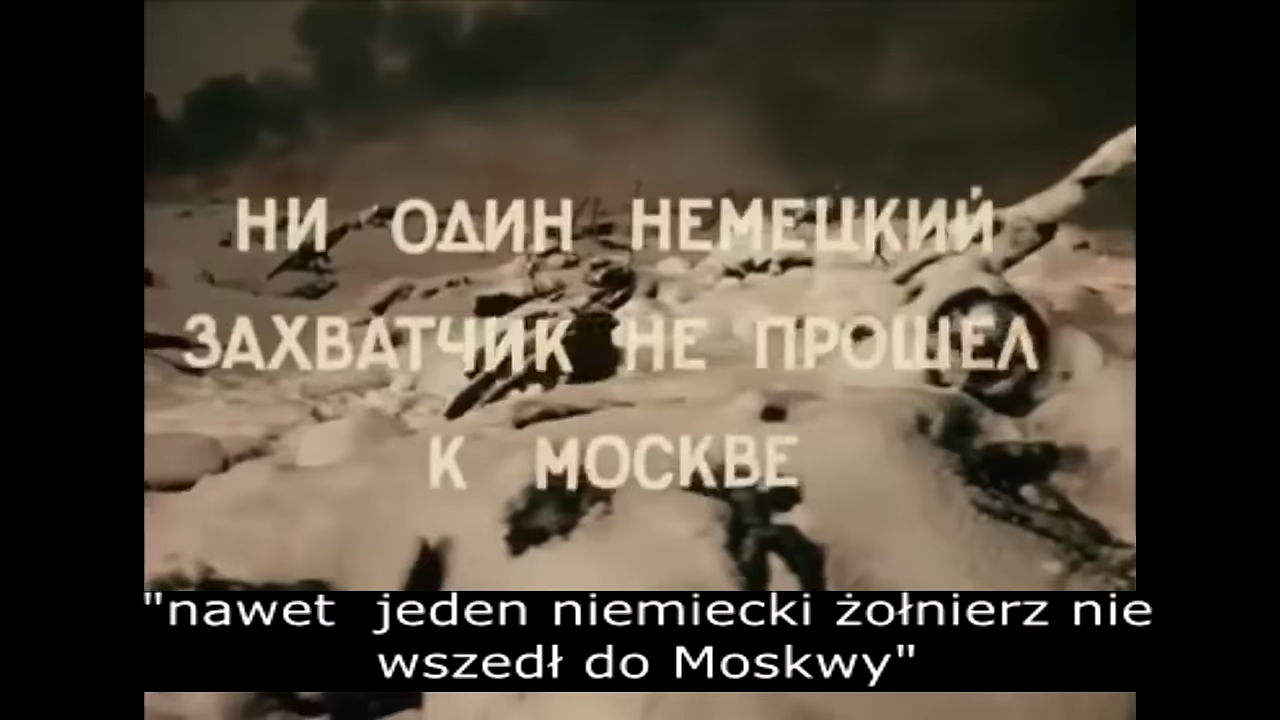 НИ ОДИН НЕМЕЦКИЙ
ЗАХВАТЧИК НЕ ПРОШЕЛ
К МОСКВЕ
"nawet jeden niemiecki żołnierz nie
wszedł do Moskwy"